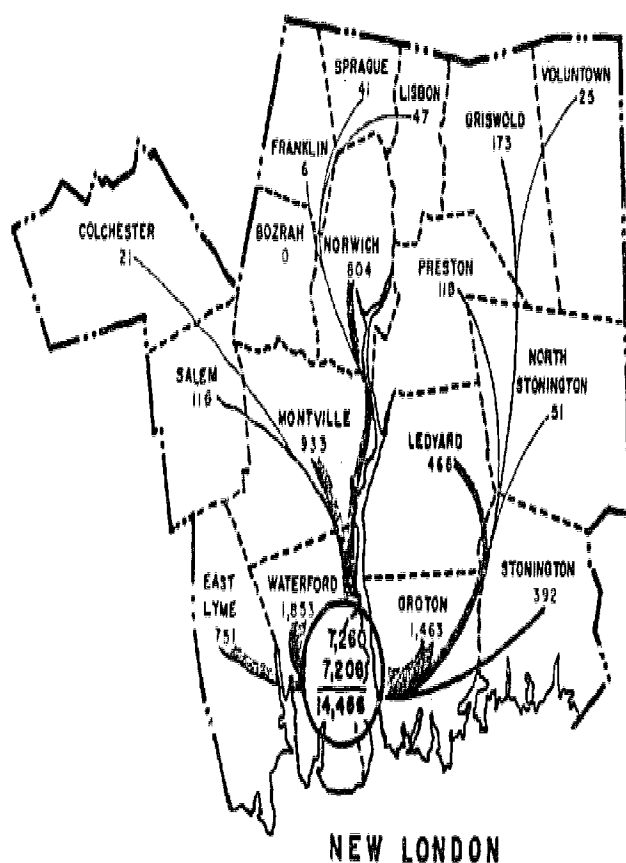 SPRAGUE
41
LISBON
47
VOLUNTOWN
25
GRISWOLD
173
FRANKLIN
6
COLCHESTER
21
BOZRAH
0
NORWICH
804
PRESTON
118
SALEM
116
NORTH
STONINGTON
51
MONTVILLE
933
LEDYARD
466
EAST
LYME
751
WATERFORD
1,853
GROTON
1,463
STONINGTON
392
7,260
7,206
14,466
NEW LONDON